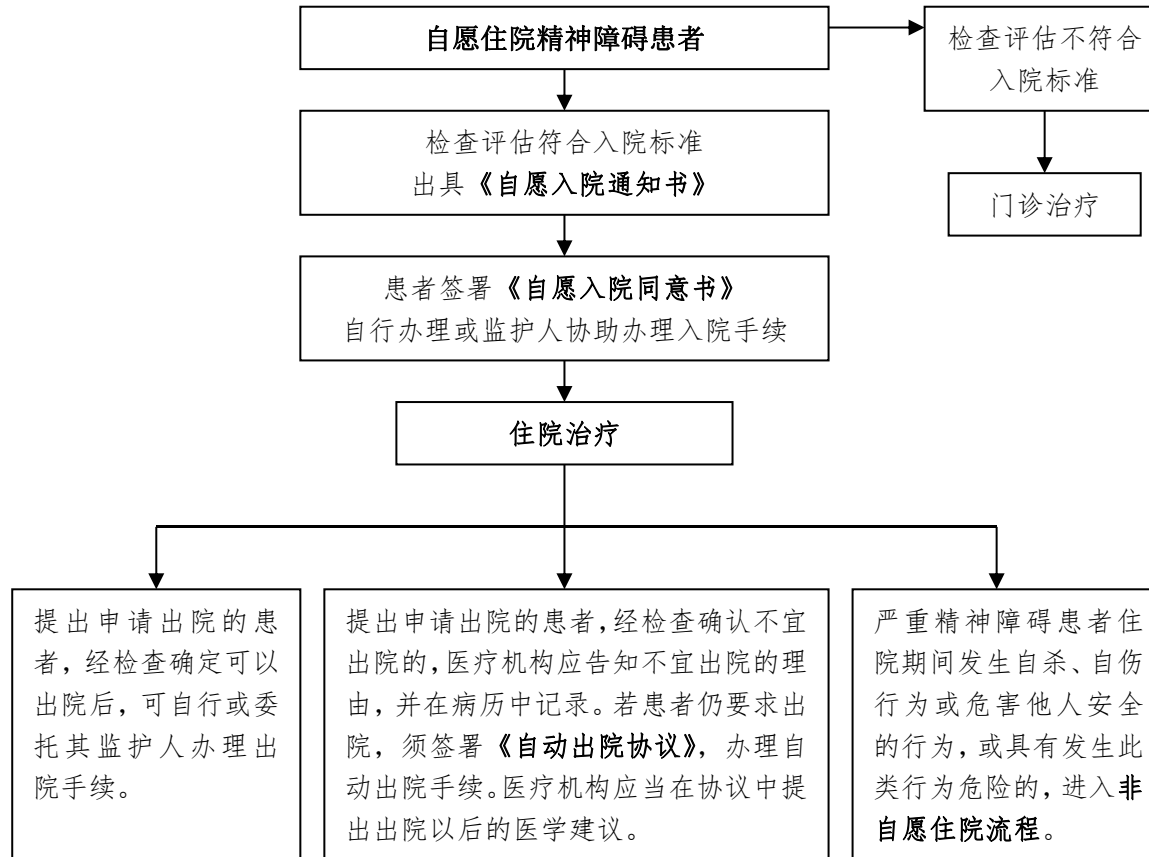 自愿住院精神障碍患者
检查评估不符合
入院标准
检查评估符合入院标准
出具《自愿入院通知书》
门诊治疗
患者签署《自愿入院同意书》
自行办理或监护人协助办理入院手续
住院治疗
提出申请出院的患
者，经检查确定可以
出院后，可自行或委
托其监护人办理出
院手续。
提出申请出院的患者，经检查确认不宜
出院的，医疗机构应告知不宜出院的理
由，并在病历中记录。若患者仍要求出
院，须签署《自动出院协议》，办理自
动出院手续。医疗机构应当在协议中提
出出院以后的医学建议。
严重精神障碍患者住
院期间发生自杀、自伤
行为或危害他人安全
的行为，或具有发生此
类行为危险的，进入非
自愿住院流程。